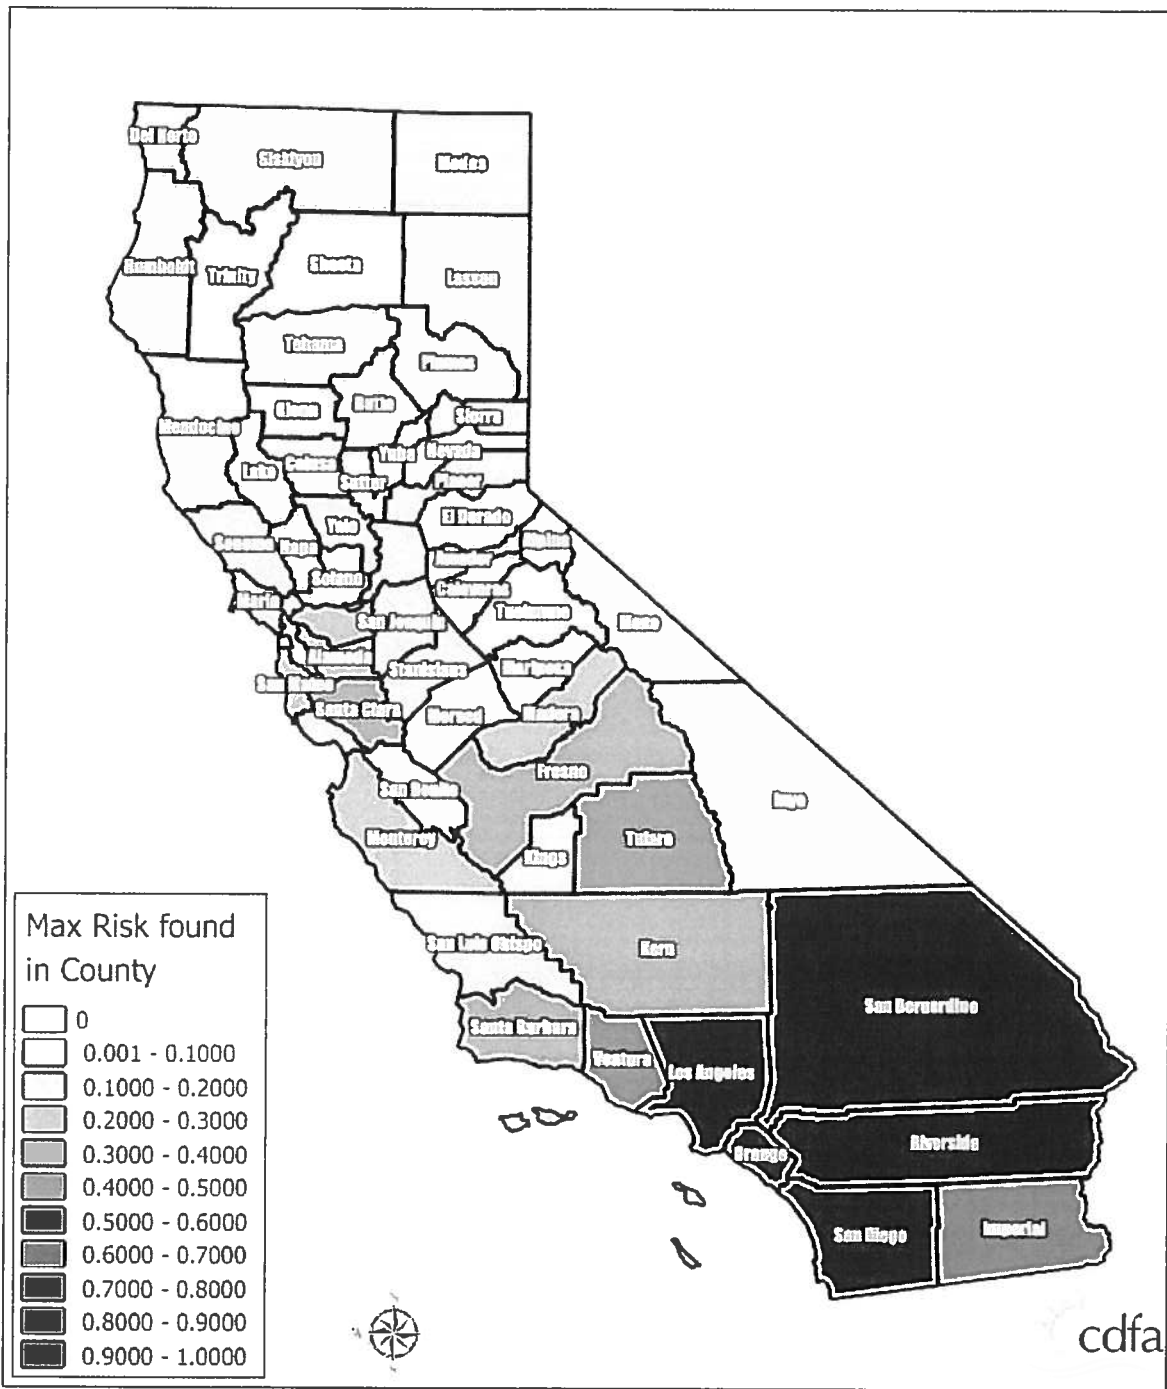 Del Norte
Siskiyou
Modoc
Humboldt
Trinity
Shasta
Lassen
Tehama
Plumas
Mendocino
Glenn
Butte
Sierra
Lake
Colusa
Sutter
Yuba
Nevada
Placer
El Dorado
Sonoma
Napa
Yolo
Solano
Amador
Alpine
Calaveras
Marin
San Joaquin
Tuolumne
Mono
Alameda
Stanislaus
Mariposa
San Mateo
Santa Clara
Merced
Madera
San Benito
Fresno
Inyo
Monterey
Kings
Tulare
San Luis Obispo
Kern
Santa Barbara
Ventura
Los Angeles
San Bernardino
Orange
Riverside
San Diego
Imperial
Max Risk found
in County
0
0.001 - 0.1000
0.1000 - 0.2000
0.2000 - 0.3000
0.3000 - 0.4000
0.4000 - 0.5000
0.5000 - 0.6000
0.6000 - 0.7000
0.7000 - 0.8000
0.8000 - 0.9000
0.9000 - 1.0000
cdfa